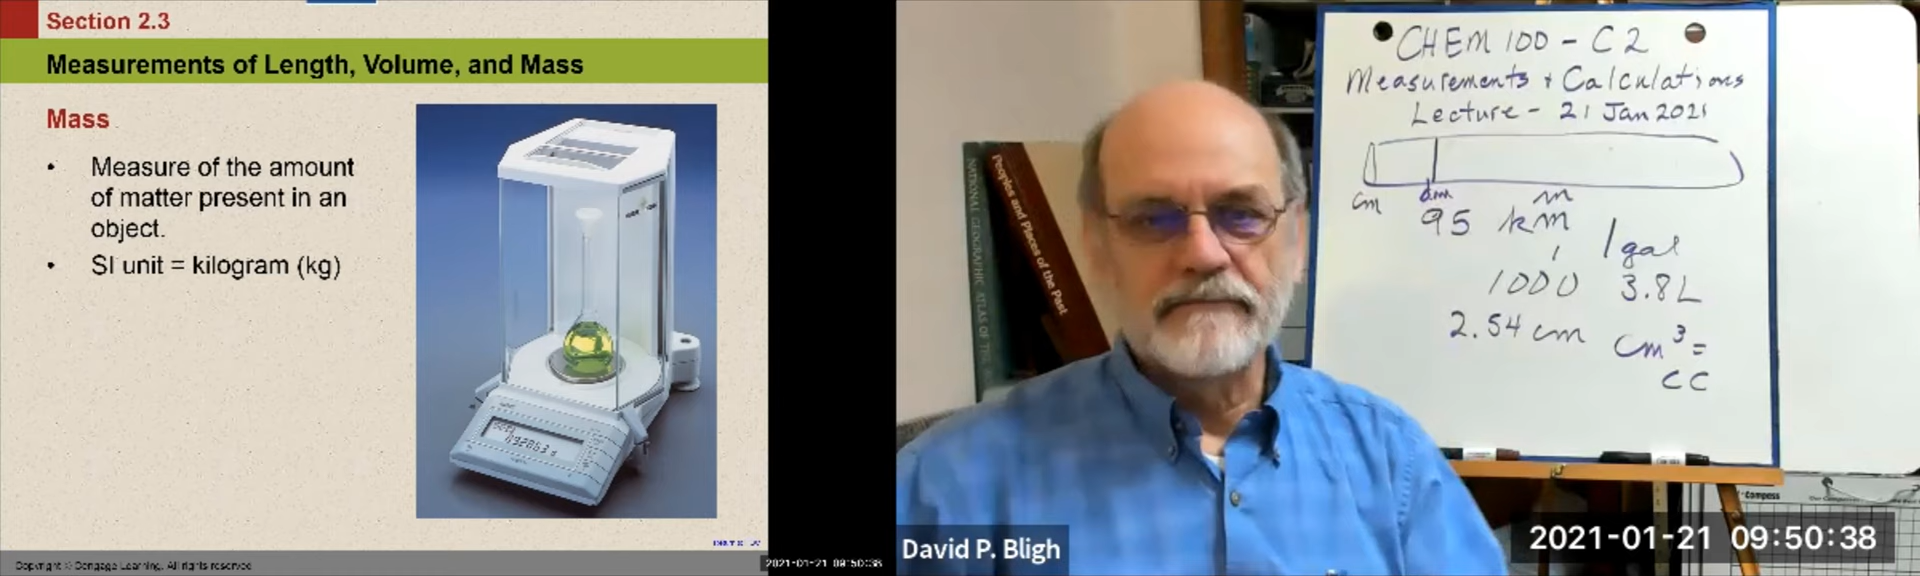 Section 2.3
Measurements of Length, Volume, and Mass
Mass
• Measure of the amount
of matter present in an
object.
• SI unit = kilogram (kg)
Copyright © Cengage Learning. All rights reserved
2021-01-21 09:50:38
CHEM 100 - C2
Measurements + Calculations
Lecture - 21 Jan 2021
cm dm m
95 km
1 gal
1000 3.8L
2.54 cm
cm³ =
CC
NATIONAL GEOGRAPHIC ATLAS OF THE
Peoples and Places of the Past
Compass
David P. Bligh
2021-01-21 09:50:38